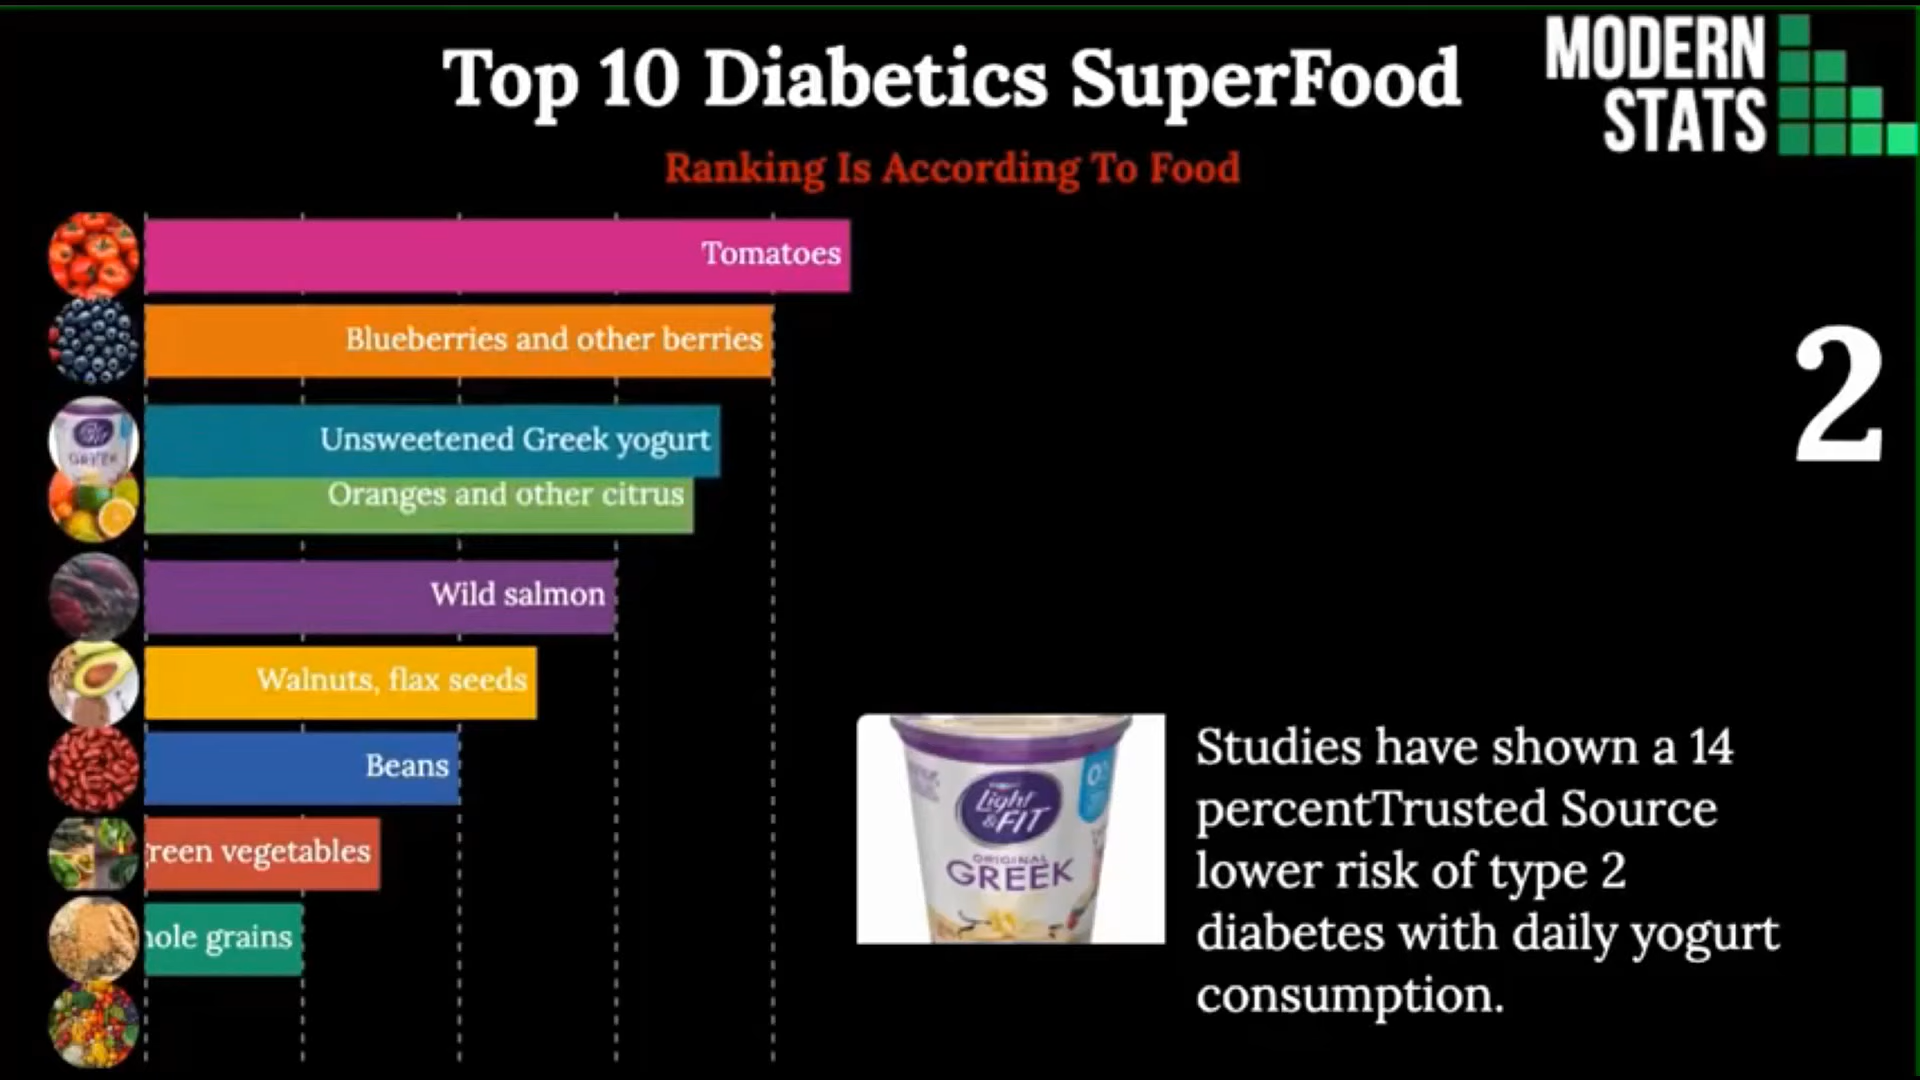 Top 10 Diabetics SuperFood
MODERN
STATS
Ranking Is According To Food
Tomatoes
Blueberries and other berries
2
Unsweetened Greek yogurt
Oranges and other citrus
Wild salmon
Walnuts, flax seeds
Beans
reen vegetables
hole grains
GREEK
Light
&FIT
ORIGINAL
GREEK
Studies have shown a 14
percentTrusted Source
lower risk of type 2
diabetes with daily yogurt
consumption.